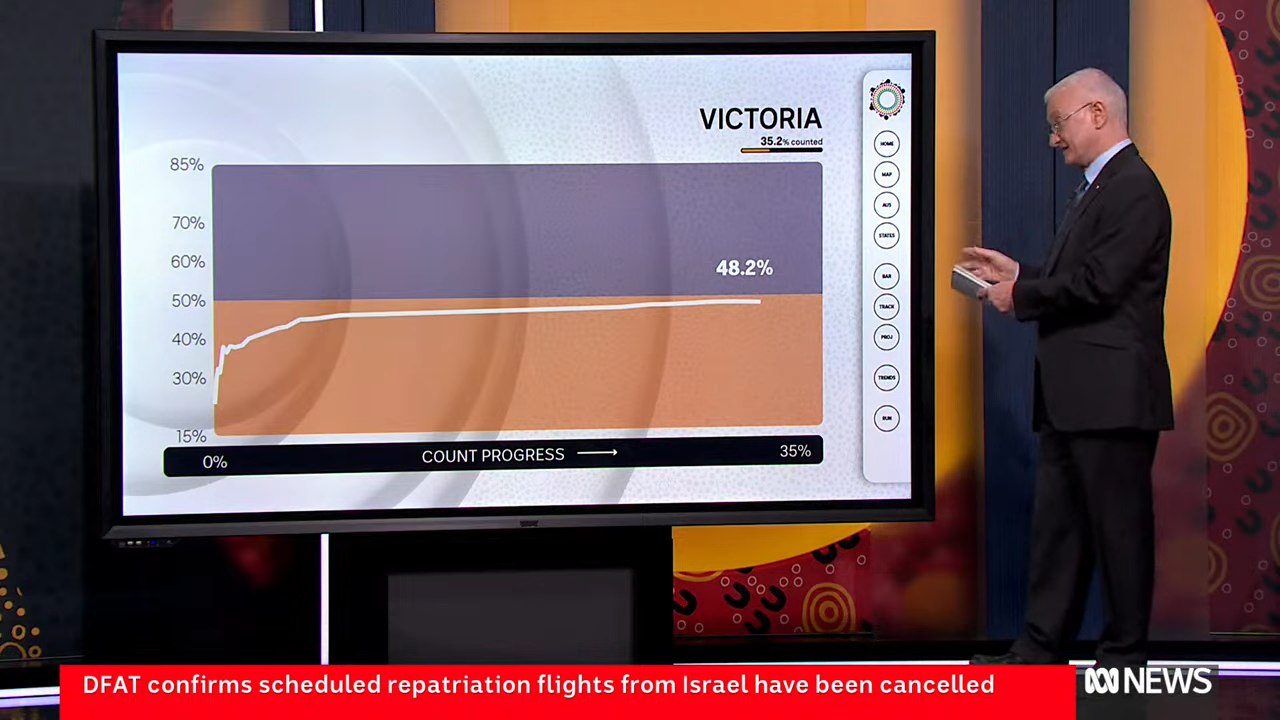 VICTORIA
35.2% counted
85%
70%
60%
50%
40%
30%
15%
48.2%
0%
COUNT PROGRESS
35%
HOME
MAP
AUS
STATES
BAR
TRACK
PROJ
TRENDS
RUN
DFAT confirms scheduled repatriation flights from Israel have been cancelled
NEWS